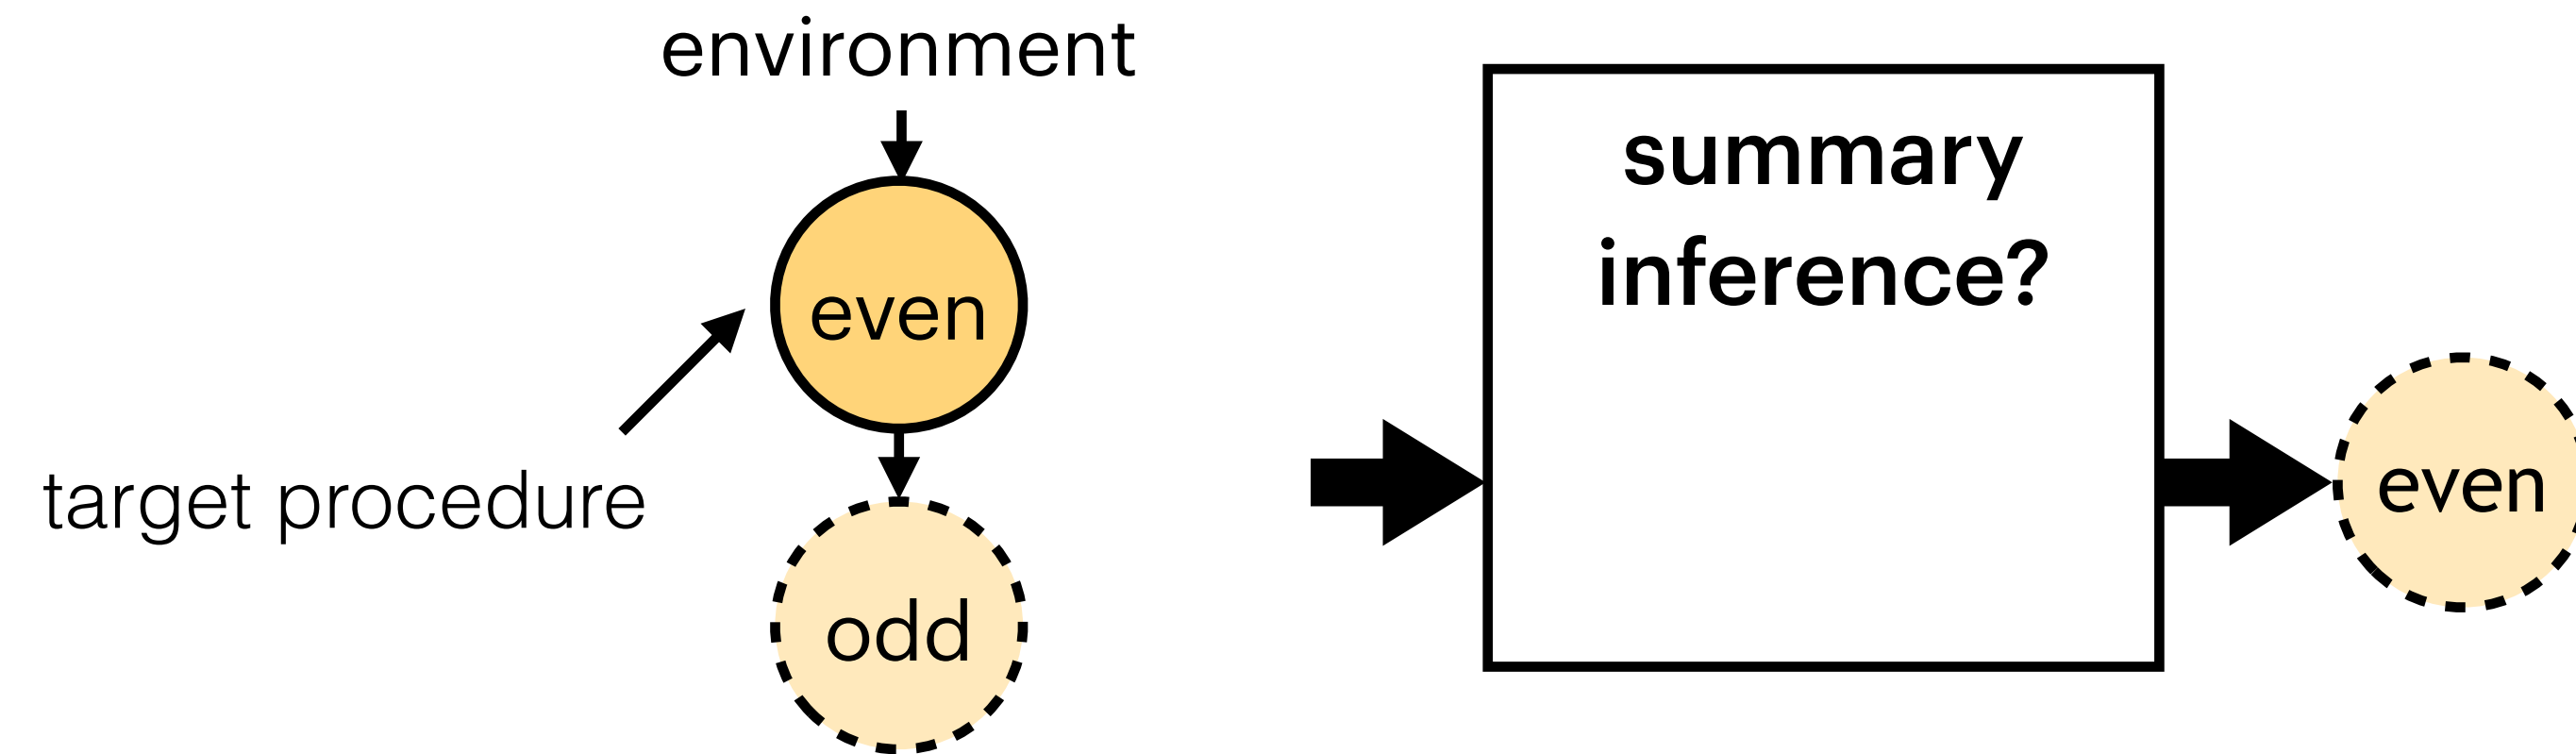 environment
even
target procedure
odd
summary
inference?
even